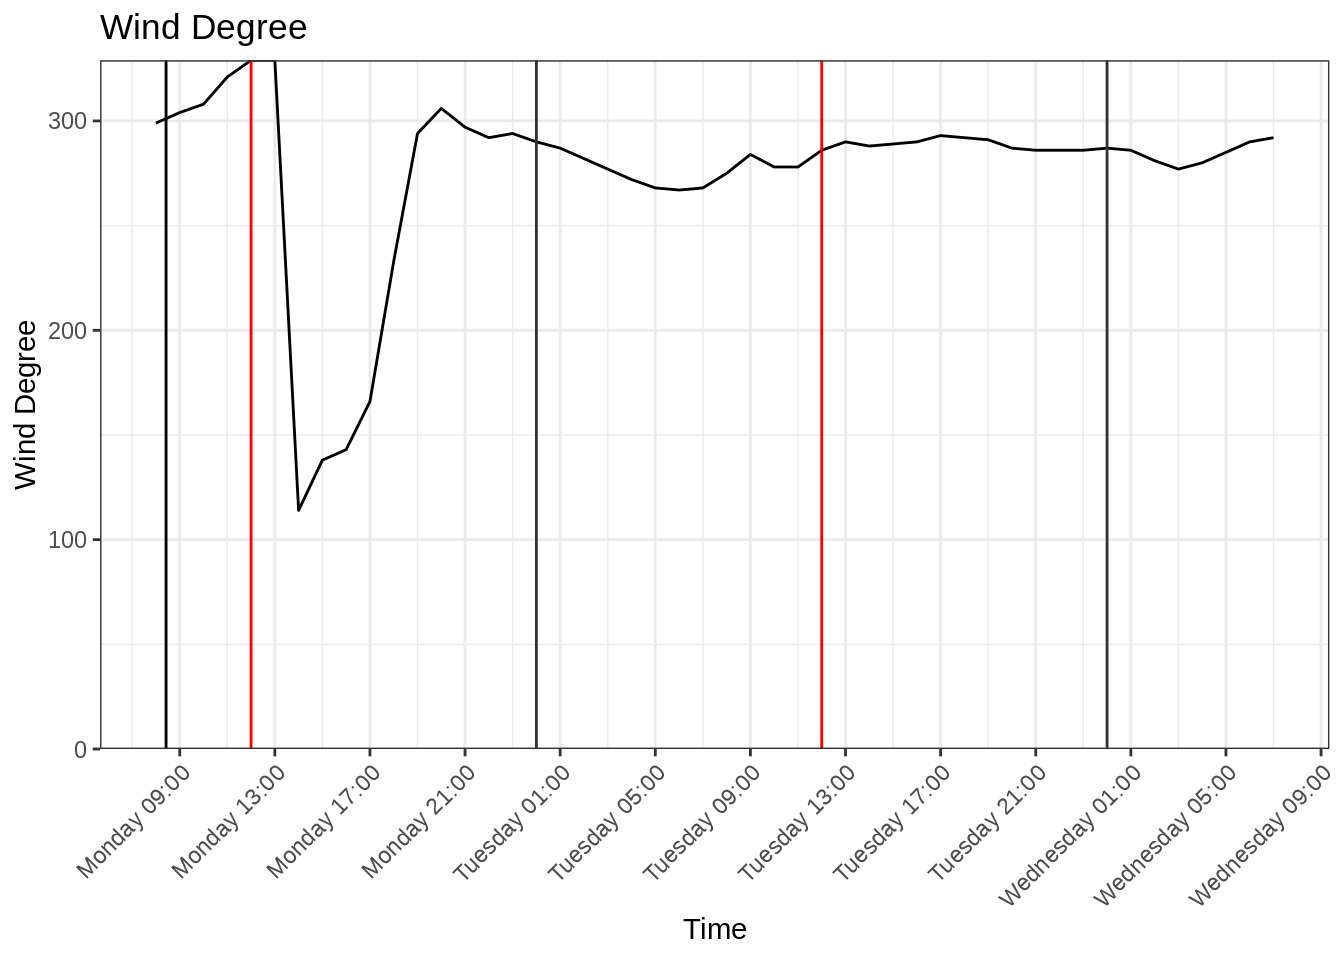 Wind Degree
Wind Degree
300
200
100
0
Monday 09:00
Monday 13:00
Monday 17:00
Monday 21:00
Tuesday 01:00
Tuesday 05:00
Tuesday 09:00
Tuesday 13:00
Tuesday 17:00
Tuesday 21:00
Wednesday 01:00
Wednesday 05:00
Wednesday 09:00
Time